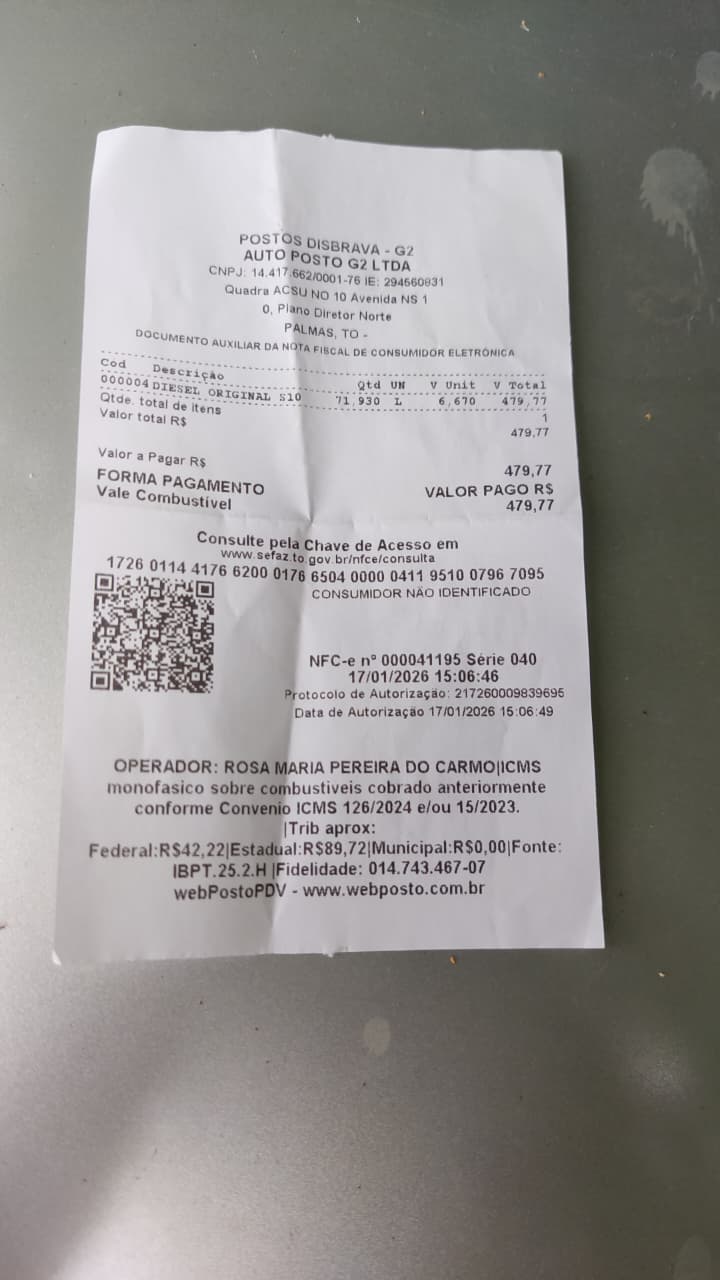 POSTOS DISBRAVA - G2
AUTO POSTO G2 LTDA
CNPJ: 14.417.662/0001-76 IE: 294560831
Quadra ACSU NO 10 Avenida NS 1
0, Plano Diretor Norte
PALMAS, TO -
DOCUMENTO AUXILIAR DA NOTA FISCAL DE CONSUMIDOR ELETRÔNICA
Cod Descrição Qtd UN V Unit V Total
000004 DIESEL ORIGINAL S10 71,930 L 6,670 479,77
Qtde. total de itens 1
Valor total R$ 479,77
Valor a Pagar R$ 479,77
FORMA PAGAMENTO VALOR PAGO R$
Vale Combustível 479,77
Consulte pela Chave de Acesso em
www.sefaz.to.gov.br/nfce/consulta
1726 0114 4176 6200 0176 6504 0000 0411 9510 0796 7095
CONSUMIDOR NÃO IDENTIFICADO
NFC-e nº 000041195 Série 040
17/01/2026 15:06:46
Protocolo de Autorização: 217260009839695
Data de Autorização 17/01/2026 15:06:49
OPERADOR: ROSA MARIA PEREIRA DO CARMO|ICMS
monofasico sobre combustiveis cobrado anteriormente
conforme Convenio ICMS 126/2024 e/ou 15/2023.
|Trib aprox:
Federal:R$42,22|Estadual:R$89,72|Municipal:R$0,00|Fonte:
IBPT.25.2.H |Fidelidade: 014.743.467-07
webPostoPDV - www.webposto.com.br